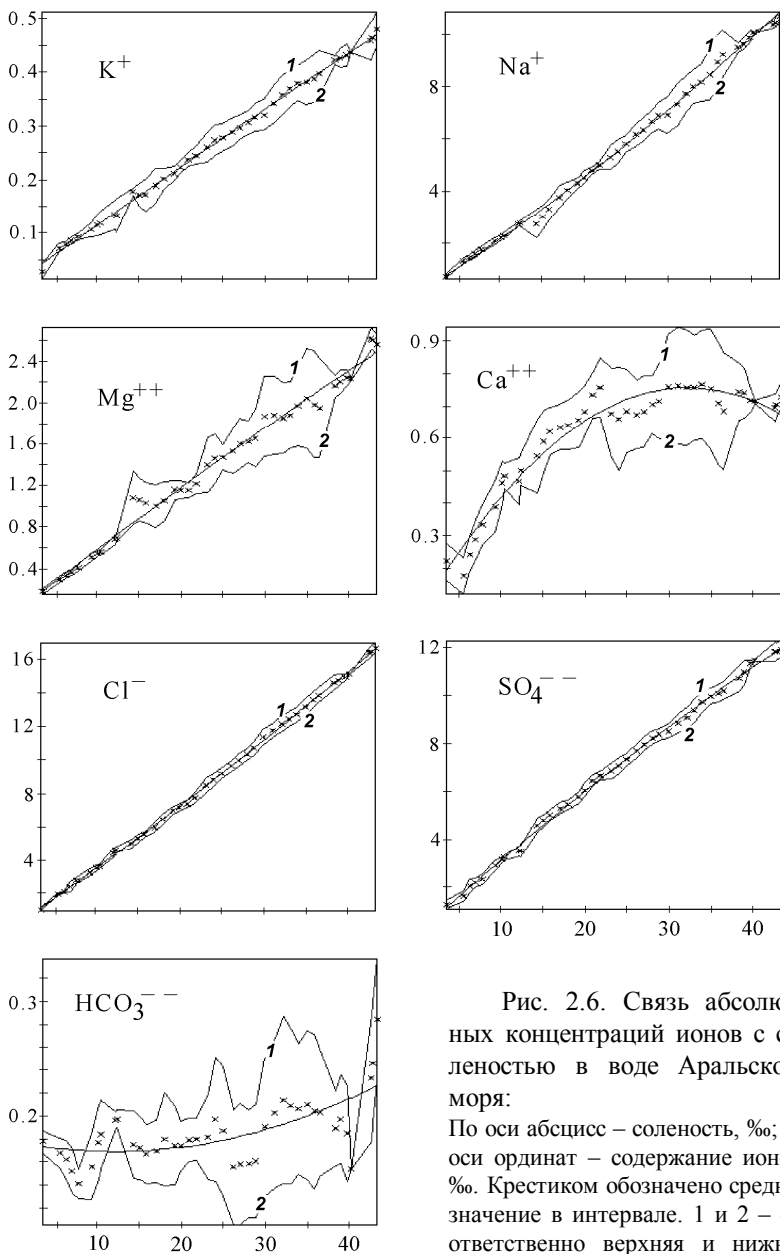 0.5
0.4
0.3
0.2
0.1
K+
1
2
8
4
Na+
1
2
2.4
2.0
1.6
1.2
0.8
0.4
Mg++
1
2
0.9
0.6
0.3
Ca++
1
2
16
12
8
4
Cl–
1
2
12
8
4
SO4– –
1
2
10 20 30 40
0.3
0.2
HCO3– –
1
2
10 20 30 40
Рис. 2.6. Связь абсолю
ных концентраций ионов с с
леностью в воде Аральско
моря:
По оси абсцисс – соленость, ‰;
оси ординат – содержание ион
‰. Крестиком обозначено средн
значение в интервале. 1 и 2 –
ответственно верхняя и нижн